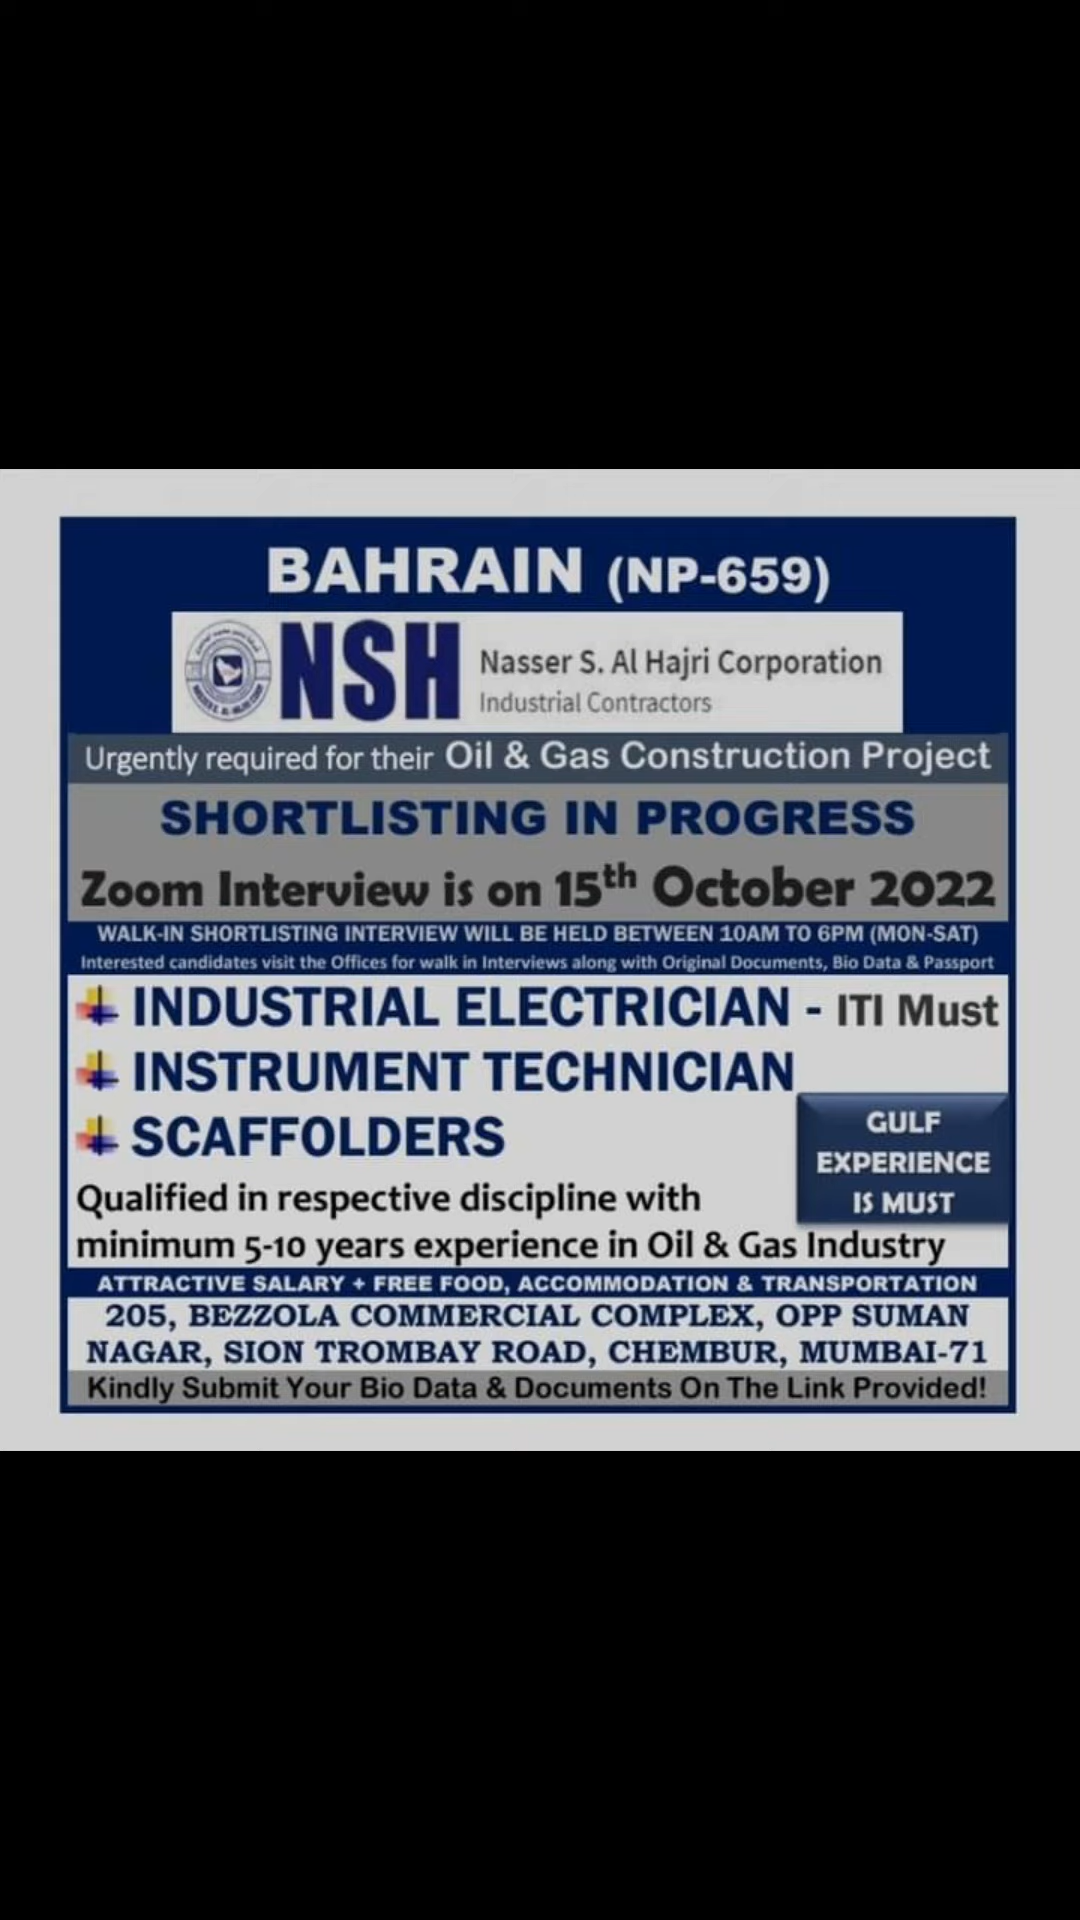 BAHRAIN (NP-659)
NSH
Nasser S. Al Hajri Corporation
Industrial Contractors
Urgently required for their Oil & Gas Construction Project
SHORTLISTING IN PROGRESS
Zoom Interview is on 15th October 2022
WALK-IN SHORTLISTING INTERVIEW WILL BE HELD BETWEEN 10AM TO 6PM (MON-SAT)
Interested candidates visit the Offices for walk in Interviews along with Original Documents, Bio Data & Passport
INDUSTRIAL ELECTRICIAN - ITI Must
INSTRUMENT TECHNICIAN
SCAFFOLDERS
GULF
EXPERIENCE
IS MUST
Qualified in respective discipline with
minimum 5-10 years experience in Oil & Gas Industry
ATTRACTIVE SALARY + FREE FOOD, ACCOMMODATION & TRANSPORTATION
205, BEZZOLA COMMERCIAL COMPLEX, OPP SUMAN
NAGAR, SION TROMBAY ROAD, CHEMBUR, MUMBAI-71
Kindly Submit Your Bio Data & Documents On The Link Provided!